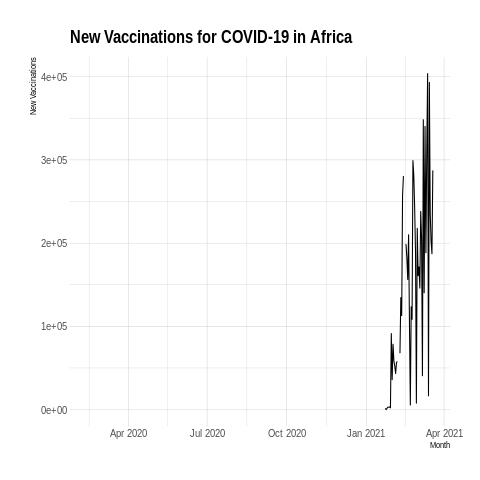 New Vaccinations for COVID-19 in Africa
New Vaccinations
4e+05
3e+05
2e+05
1e+05
0e+00
Apr 2020 Jul 2020 Oct 2020 Jan 2021 Apr 2021
Month